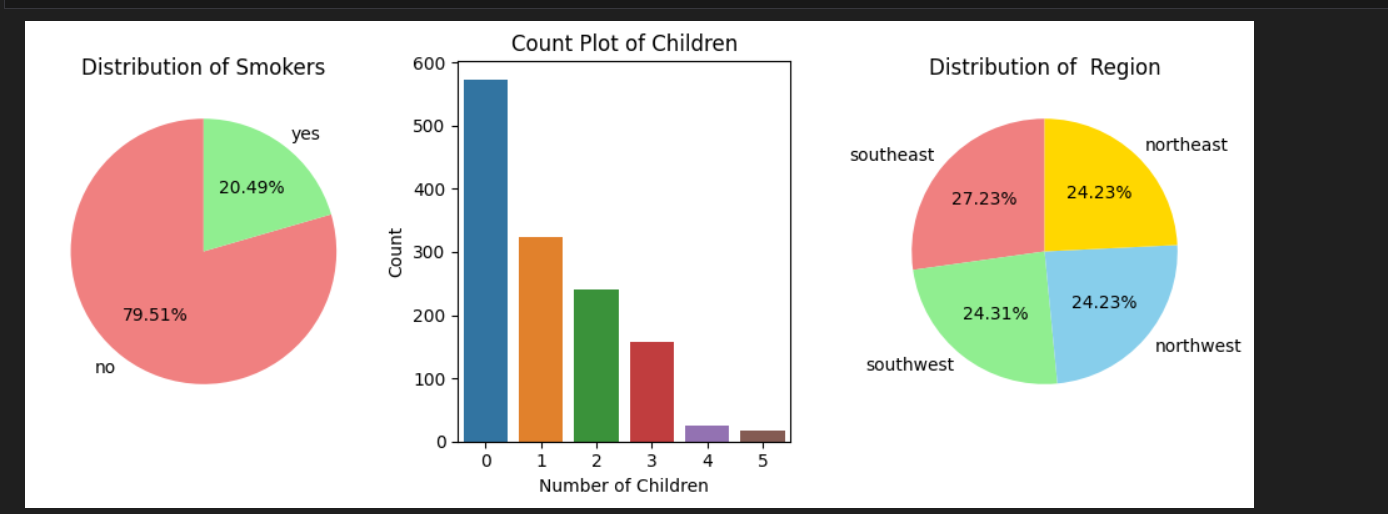 Distribution of Smokers
yes
20.49%
79.51%
no
Count Plot of Children
600
500
400
300
200
100
0
Count
0 1 2 3 4 5
Number of Children
Distribution of  Region
southeast
northeast
27.23%
24.23%
24.31%
24.23%
southwest
northwest